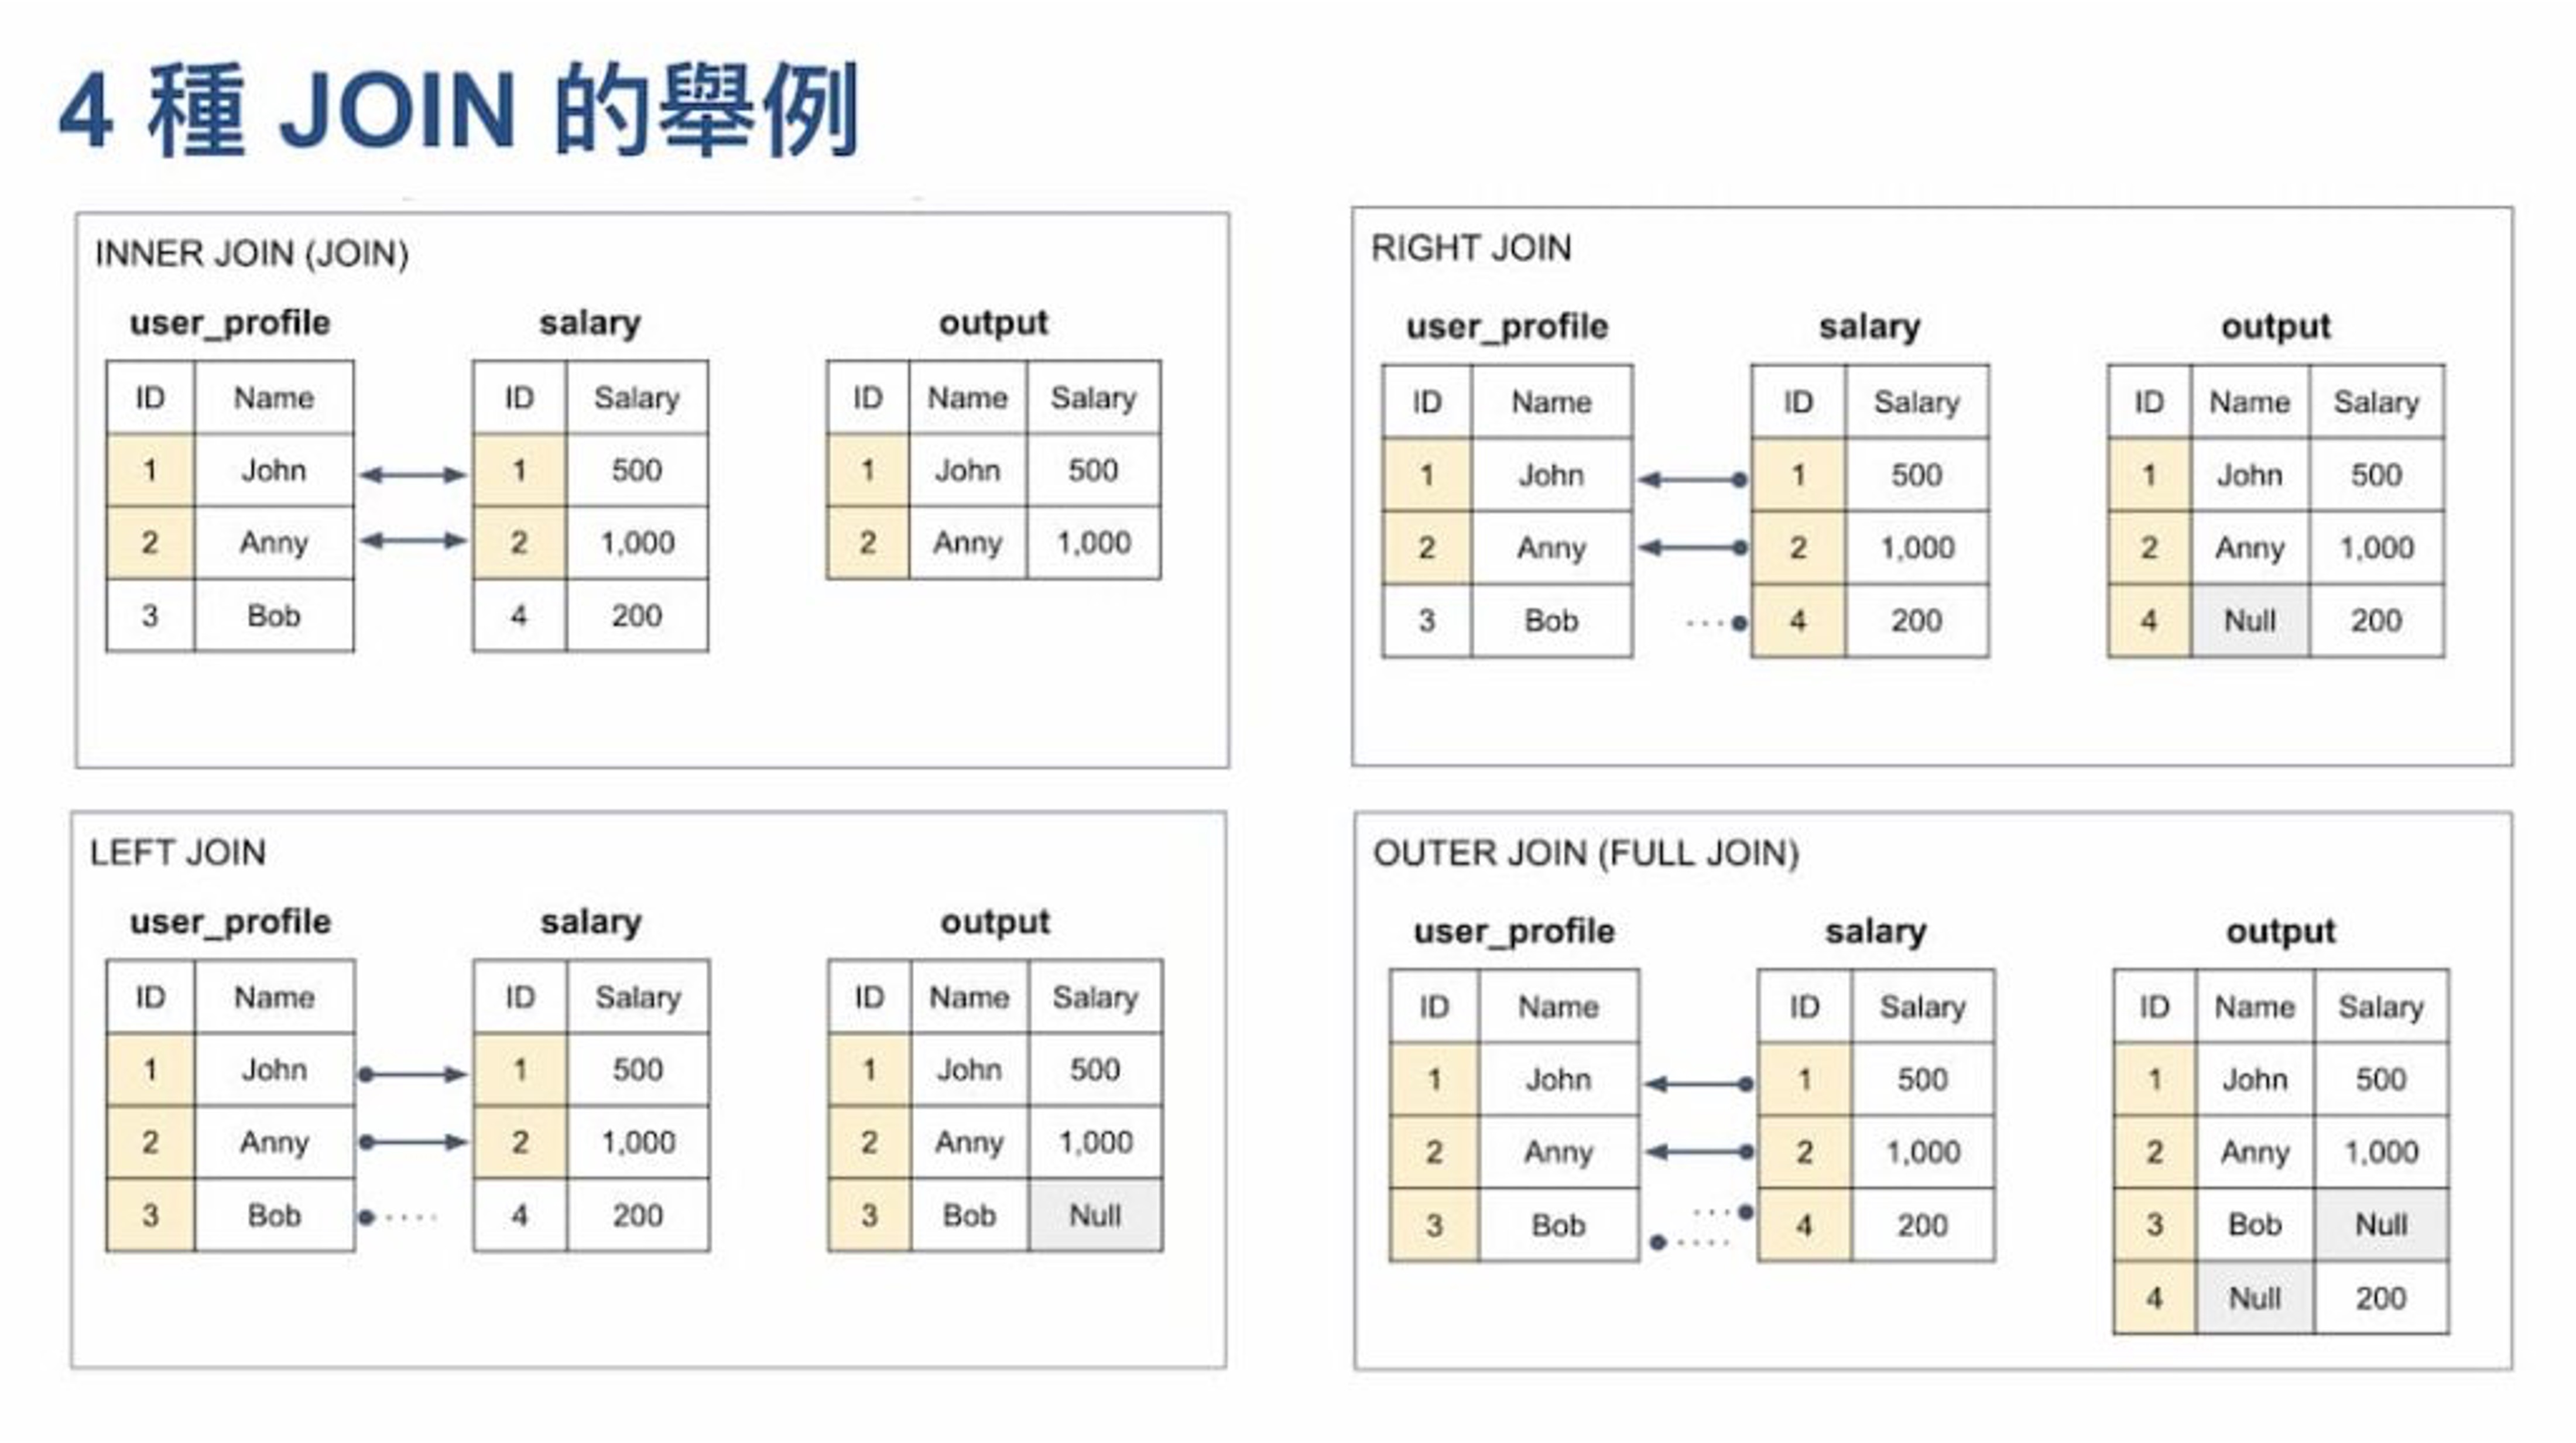 4 種 JOIN 的舉例
INNER JOIN (JOIN)
user_profile salary output
ID Name ID Salary ID Name Salary
1 John 1 500 1 John 500
2 Anny 2 1,000 2 Anny 1,000
3 Bob 4 200
RIGHT JOIN
user_profile salary output
ID Name ID Salary ID Name Salary
1 John 1 500 1 John 500
2 Anny 2 1,000 2 Anny 1,000
3 Bob 4 200 4 Null 200
LEFT JOIN
user_profile salary output
ID Name ID Salary ID Name Salary
1 John 1 500 1 John 500
2 Anny 2 1,000 2 Anny 1,000
3 Bob 4 200 3 Bob Null
OUTER JOIN (FULL JOIN)
user_profile salary output
ID Name ID Salary ID Name Salary
1 John 1 500 1 John 500
2 Anny 2 1,000 2 Anny 1,000
3 Bob 4 200 3 Bob Null
4 Null 200